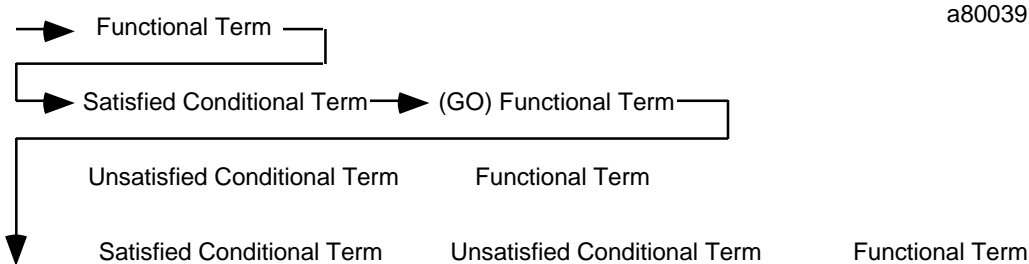 a80039
Functional Term
Satisfied Conditional Term (GO) Functional Term
Unsatisfied Conditional Term Functional Term
Satisfied Conditional Term Unsatisfied Conditional Term Functional Term